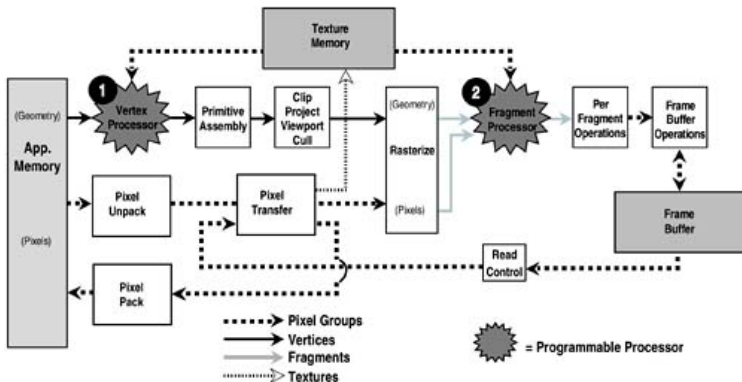 Texture
Memory
1
2
(Geometry)
App.
Memory
(Pixels)
Vertex
Processor
Primitive
Assembly
Clip
Project
Viewport
Cull
(Geometry)
Rasterize
(Pixels)
Fragment
Processor
Per
Fragment
Operations
Frame
Buffer
Operations
Pixel
Unpack
Pixel
Transfer
Frame
Buffer
Read
Control
Pixel
Pack
Pixel Groups
Vertices
Fragments
Textures
= Programmable Processor